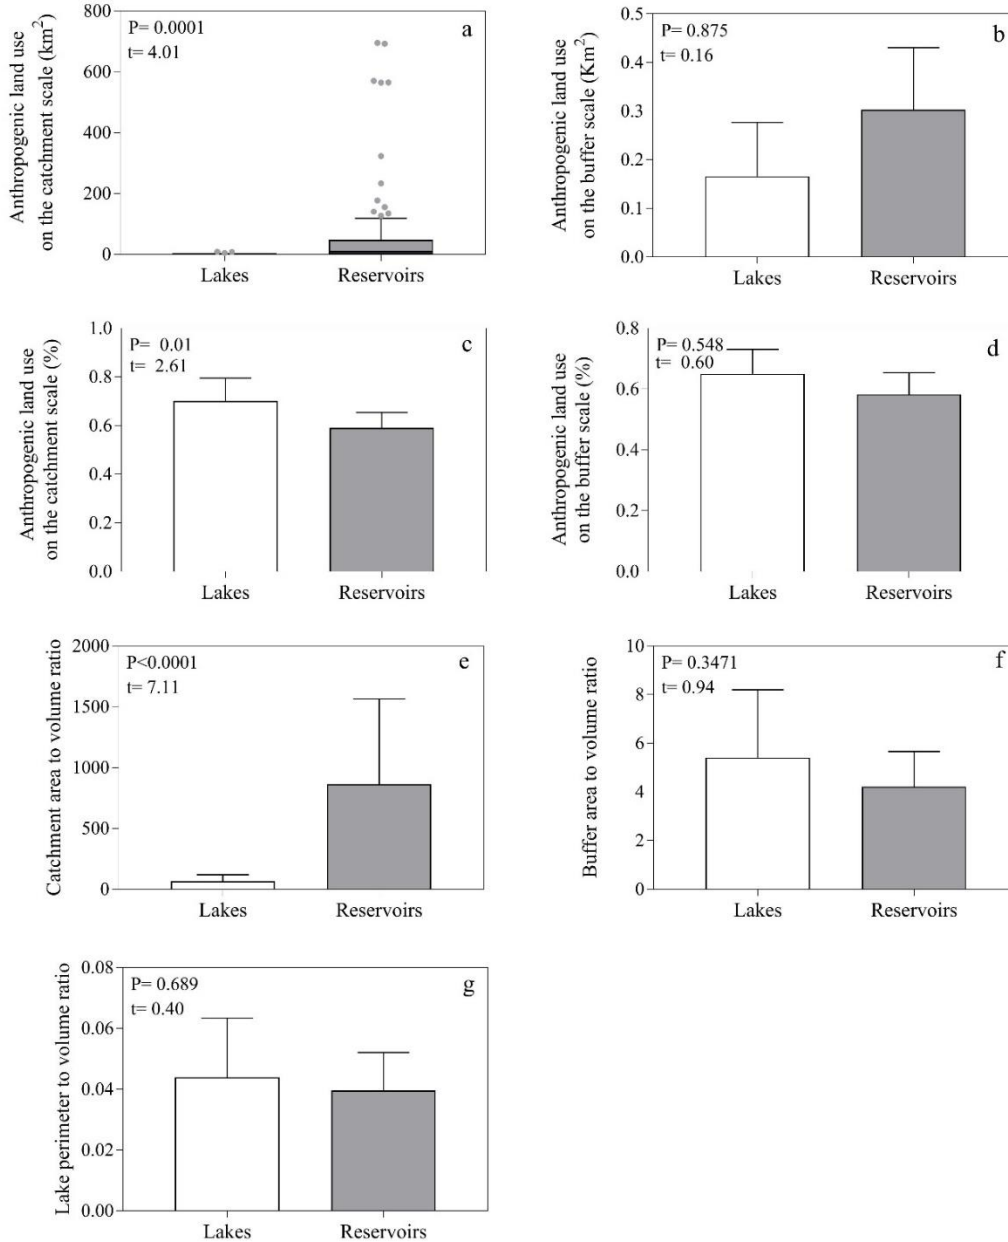 Anthropogenic land use
on the catchment scale (km²)
800
600
400
200
0
P= 0.0001
t= 4.01
a
Lakes
Reservoirs
Anthropogenic land use
on the buffer scale (Km²)
0.5
0.4
0.3
0.2
0.1
0.0
P= 0.875
t= 0.16
b
Lakes
Reservoirs
Anthropogenic land use
on the catchment scale (%)
1.0
0.8
0.6
0.4
0.2
0.0
P= 0.01
t= 2.61
c
Lakes
Reservoirs
Anthropogenic land use
on the buffer scale (%)
0.8
0.6
0.4
0.2
0.0
P= 0.548
t= 0.60
d
Lakes
Reservoirs
Catchment area to volume ratio
2000
1500
1000
500
0
P<0.0001
t= 7.11
e
Lakes
Reservoirs
Buffer area to volume ratio
10
8
6
4
2
0
P= 0.3471
t= 0.94
f
Lakes
Reservoirs
Lake perimeter to volume ratio
0.08
0.06
0.04
0.02
0.00
P= 0.689
t= 0.40
g
Lakes
Reservoirs